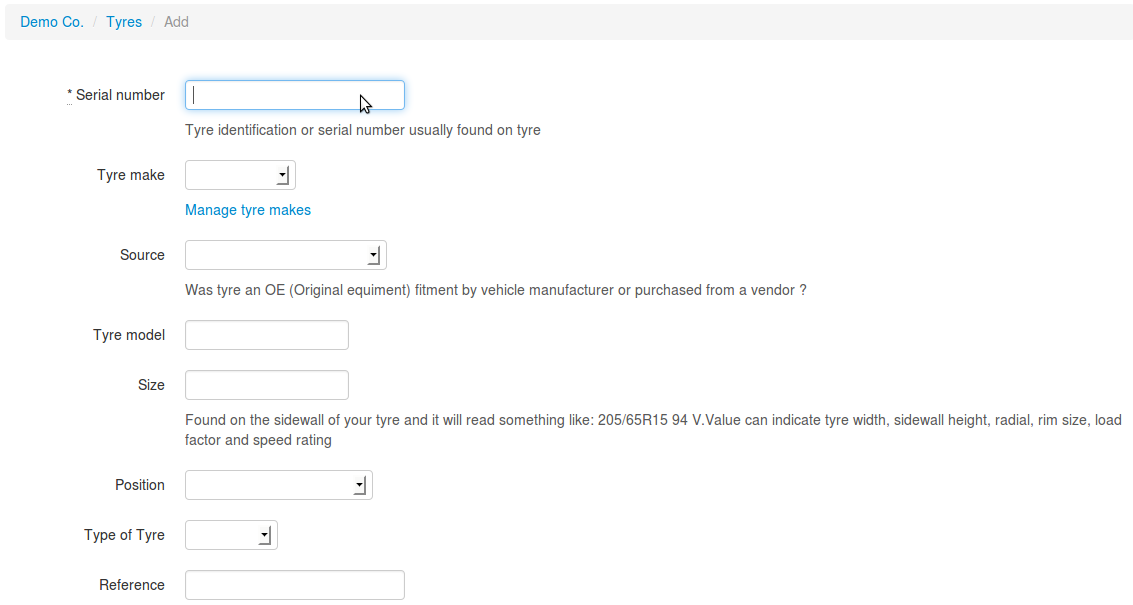 Demo Co. / Tyres / Add
* Serial number
Tyre identification or serial number usually found on tyre
Tyre make
Manage tyre makes
Source
Was tyre an OE (Original equiment) fitment by vehicle manufacturer or purchased from a vendor ?
Tyre model
Size
Found on the sidewall of your tyre and it will read something like: 205/65R15 94 V.Value can indicate tyre width, sidewall height, radial, rim size, load
factor and speed rating
Position
Type of Tyre
Reference